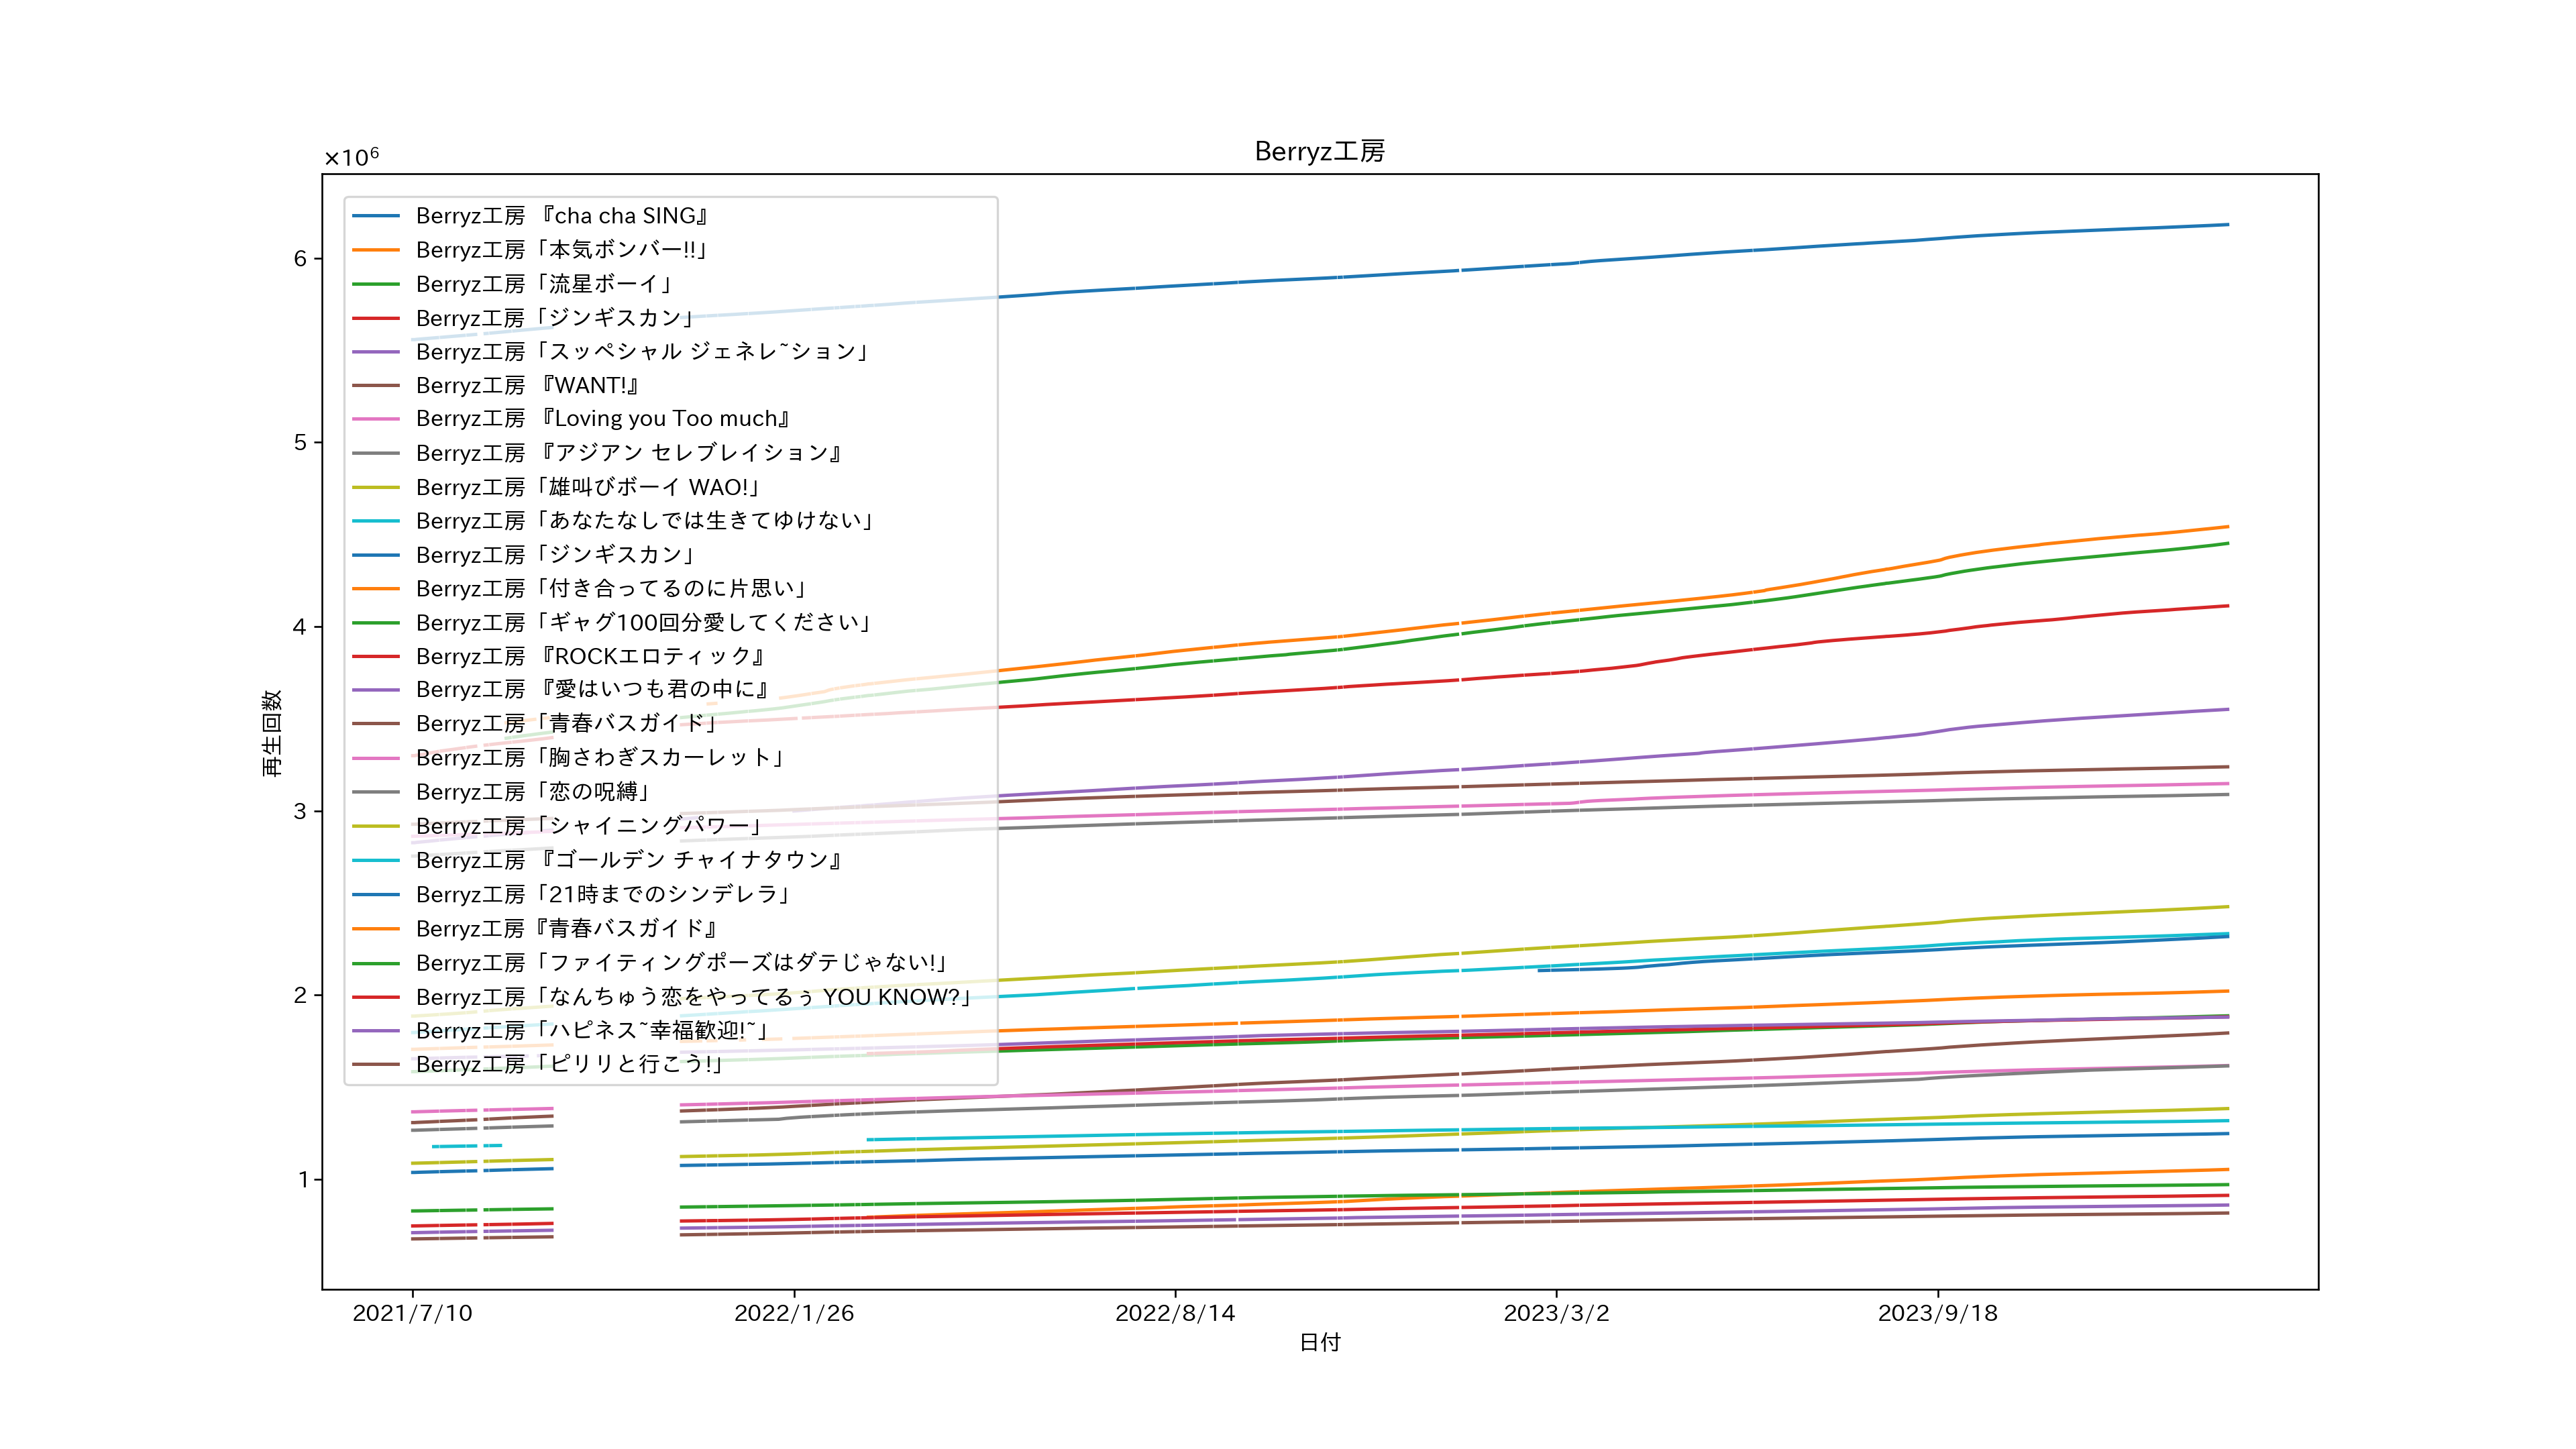 Berryz工房
×10⁶
Berryz工房 『cha cha SING』
Berryz工房「本気ボンバー!!」
Berryz工房「流星ボーイ」
Berryz工房「ジンギスカン」
Berryz工房「スッペシャル ジェネレ~ション」
Berryz工房 『WANT!』
Berryz工房 『Loving you Too much』
Berryz工房 『アジアン セレブレイション』
Berryz工房「雄叫びボーイ WAO!」
Berryz工房「あなたなしでは生きてゆけない」
Berryz工房「ジンギスカン」
Berryz工房「付き合ってるのに片思い」
Berryz工房「ギャグ100回分愛してください」
Berryz工房 『ROCKエロティック』
Berryz工房 『愛はいつも君の中に』
Berryz工房「青春バスガイド」
Berryz工房「胸さわぎスカーレット」
Berryz工房「恋の呪縛」
Berryz工房「シャイニングパワー」
Berryz工房 『ゴールデン チャイナタウン』
Berryz工房「21時までのシンデレラ」
Berryz工房『青春バスガイド』
Berryz工房「ファイティングポーズはダテじゃない!」
Berryz工房「なんちゅう恋をやってるぅ YOU KNOW?」
Berryz工房「ハピネス~幸福歓迎!~」
Berryz工房「ピリリと行こう!」
6
5
4
3
2
1
再生回数
2021/7/10
2022/1/26
2022/8/14
2023/3/2
2023/9/18
日付